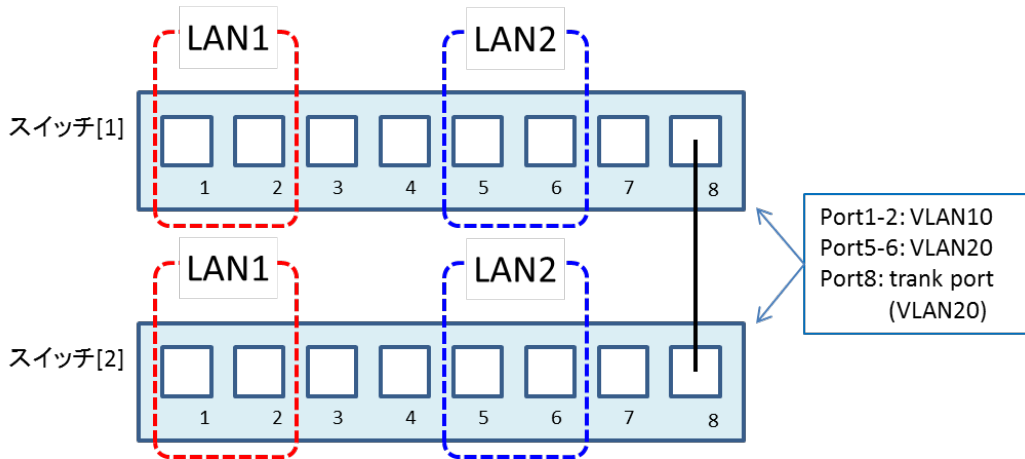 LAN1 LAN2
スイッチ[1]
1 2 3 4 5 6 7 8
Port1-2: VLAN10
Port5-6: VLAN20
Port8: trank port
(VLAN20)
LAN1 LAN2
スイッチ[2]
1 2 3 4 5 6 7 8